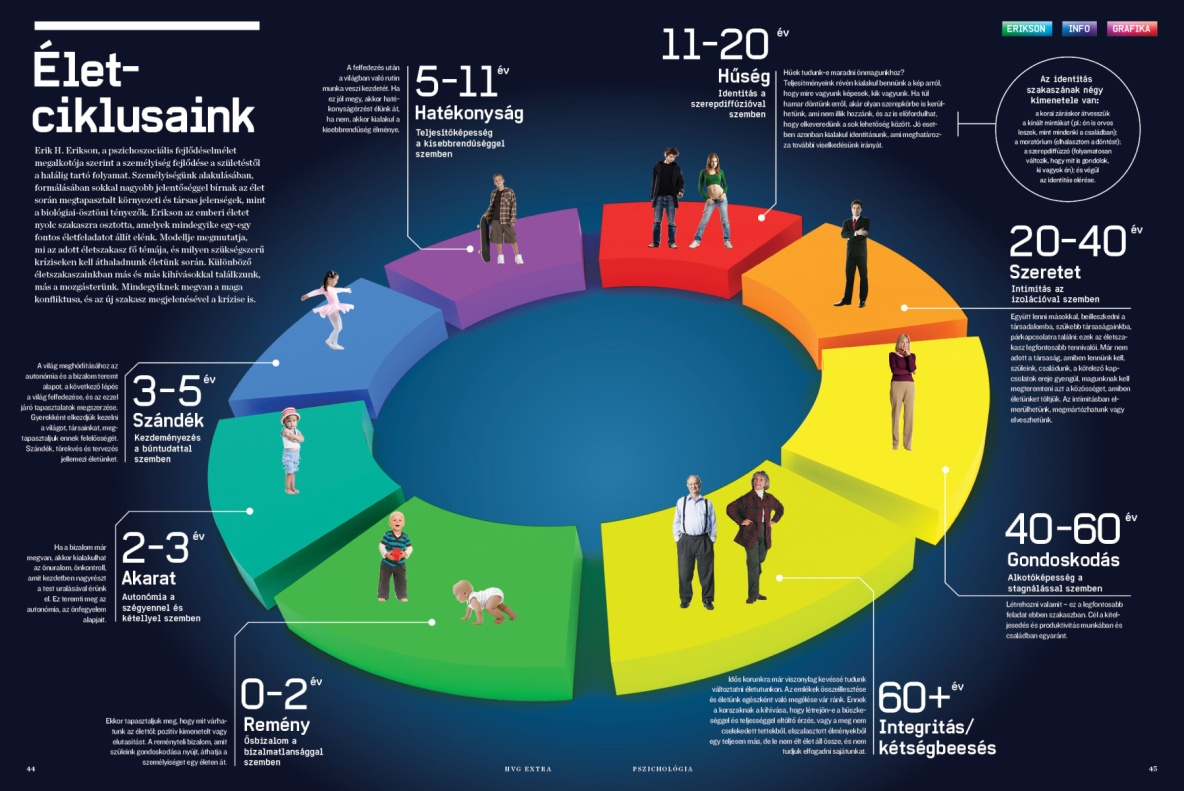 Élet-
ciklusaink
Erik H. Erikson, a pszichoszociális fejlődéselmélet
megalkotója szerint a személyiség fejlődése a születéstől
a halálig tartó folyamat. Személyiségünk alakulásában,
formálásában sokkal nagyobb jelentőséggel bírnak az élet
során megtapasztalt környezeti és társas jelenségek, mint
a biológiai-ösztöni tényezők. Erikson az emberi életet
nyolc szakaszra osztotta, amelyek mindegyike egy-egy
fontos életfeladatot állít elénk. Modellje megmutatja,
mi az adott életszakasz fő témája, és milyen szükségszerű
kríziseken kell áthaladnunk életünk során. Különböző
életszakaszainkban más és más kihívásokkal találkzunk,
más a mozgásterünk. Mindegyiknek megvan a maga
konfliktusa, és az új szakasz megjelenésével a krízise is.
A felfedezés után
a világban való rutin
munka veszi kezdetét. Ha
ez jól megy, akkor haté-
konyságérzést élünk át,
ha nem, akkor kialakul a
kisebbrendűség élménye.
5–11 év
Hatékonyság
Teljesítőképesség
a kisebbrendűséggel
szemben
11–20 év
Hűség
Identitás a
szerepdiffúzióval
szemben
Hűek tudunk-e maradni önmagunkhoz?
Teljesítményeink révén kialakul bennünk a kép arról,
hogy mire vagyunk képesek, kik vagyunk. Ha túl
hamar döntünk erről, akár olyan szerepkörbe is kerül-
hetünk, ami nem illik hozzánk, és az is előfordulhat,
hogy elkeveredünk a sok lehetőség között. Jó eset-
ben azonban kialakul identitásunk, ami meghatároz-
za további viselkedésünk irányát.
ERIKSON
INFO
GRAFIKA
Az identitás
szakaszának négy
kimenetele van:
a korai záráskor átvesszük
a kínált mintákat (pl.: én is orvos
leszek, mint mindenki a családban);
a moratórium (elhalasztom a döntést);
a szerepdiffúzió (folyamatosan
változik, hogy mit is gondolok,
ki vagyok én); és végül
az identitás elérése.
20–40 év
Szeretet
Intimitás az
izolációval szemben
Együtt lenni másokkal, beilleszkedni a
társadalomba, szűkebb társaságainkba,
párkapcsolatra találni: ezek az életsza-
kasz legfontosabb tennivalói. Már nem
adott a társaság, amiben lennünk kell,
szüleink, családunk, a kötelező kap-
csolatok ereje gyengül, magunknak kell
megteremteni azt a közösséget, amiben
életünket töltjük. Az intimitásban el-
merülhetünk, megmártózhatunk vagy
elveszhetünk.
A világ meghódításához az
autonómia és a bizalom teremt
alapot, a következő lépés
a világ felfedezése, és az ezzel
járó tapasztalatok megszerzése.
Gyerekként elkezdjük kezelni
a világot, társainkat, meg-
tapasztaljuk ennek felelősségét.
Szándék, törekvés és tervezés
jellemezi életünket.
3–5 év
Szándék
Kezdeményezés
a bűntudattal
szemben
Ha a bizalom már
megvan, akkor kialakulhat
az önuralom, önkontroll,
amit kezdetben nagyrészt
a test uralásával érünk
el. Ez teremti meg az
autonómia, az önfegyelem
alapjait.
2–3 év
Akarat
Autonómia a
szégyennel és
kétellyel szemben
40–60 év
Gondoskodás
Alkotóképesség a
stagnálással szemben
Létrehozni valamit – ez a legfontosabb
feladat ebben szakaszban. Cél a kitel-
jesedés és produktivitás munkában és
családban egyaránt.
Ekkor tapasztaljuk meg, hogy mit várha-
tunk az élettől: pozitív kimenetelt vagy
elutasítást. A reményteli bizalom, amit
szüleink gondoskodása nyújt, áthatja a
személyiséget egy életen át.
0–2 év
Remény
Ősbizalom a
bizalmatlansággal
szemben
Idős korunkra már viszonylag kevéssé tudunk
változtatni életutunkon. Az emlékek összeillesztése
és életünk egészként való megélése vár ránk. Ennek
a korszaknak a kihívása, hogy létrejön-e a büszke-
séggel és teljességgel eltöltő érzés, vagy a meg nem
cselekedett tettekből, elszalasztott élményekből
egy teljesen más, de le nem élt élet áll össze, és nem
tudjuk elfogadni sajátunkat.
60+ év
Integritás/
kétségbeesés
44
HVG EXTRA
PSZICHOLÓGIA
45